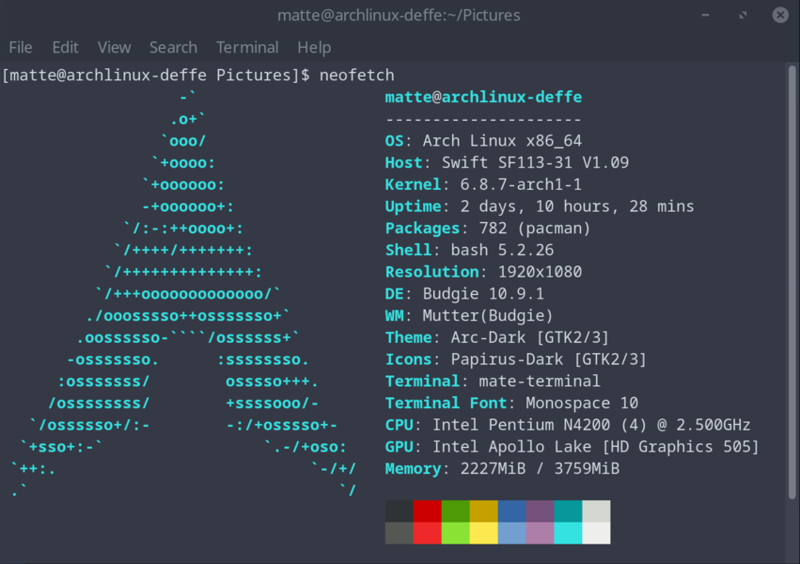 matte@archlinux-deffe:~/Pictures
File Edit View Search Terminal Help
[matte@archlinux-deffe Pictures]$ neofetch
                   -`                    matte@archlinux-deffe
                  .o+`                   ---------------------
                 `ooo/                   OS: Arch Linux x86_64
                `+oooo:                  Host: Swift SF113-31 V1.09
               `+oooooo:                 Kernel: 6.8.7-arch1-1
               -+oooooo+:                Uptime: 2 days, 10 hours, 28 mins
             `/:-:++oooo+:               Packages: 782 (pacman)
            `/++++/+++++++:              Shell: bash 5.2.26
           `/++++++++++++++:             Resolution: 1920x1080
          `/+++ooooooooooooo/`           DE: Budgie 10.9.1
         ./ooosssso++osssssso+`          WM: Mutter(Budgie)
        .oossssso-````/ossssss+`         Theme: Arc-Dark [GTK2/3]
       -osssssso.      :ssssssso.        Icons: Papirus-Dark [GTK2/3]
      :osssssss/        osssso+++.       Terminal: mate-terminal
     /ossssssss/        +ssssooo/-       Terminal Font: Monospace 10
   `/ossssso+/:-        -:/+osssso+-     CPU: Intel Pentium N4200 (4) @ 2.500GHz
  `+sso+:-`                 `.-/+oso:    GPU: Intel Apollo Lake [HD Graphics 505]
 `++:.                           `-/+/   Memory: 2227MiB / 3759MiB
 .`                                 `/